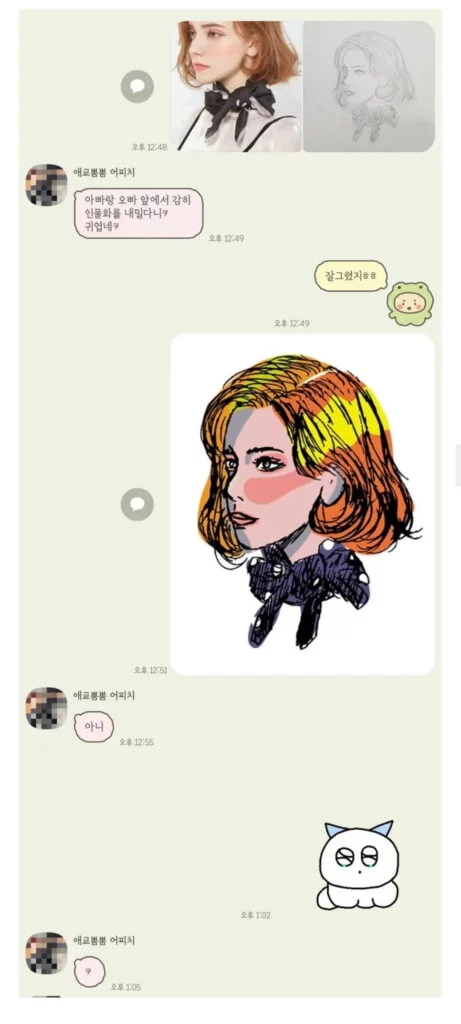 오후 12:48
애교뿜뿜 어피치
아빠랑 오빠 앞에서 감히
인물화를 내밀다니ㅋ
귀엽네ㅋ
오후 12:49
잘그렸지ㅎㅎ
오후 12:49
오후 12:51
애교뿜뿜 어피치
아니
오후 12:55
오후 1:02
애교뿜뿜 어피치
ㅋ
오후 1:05